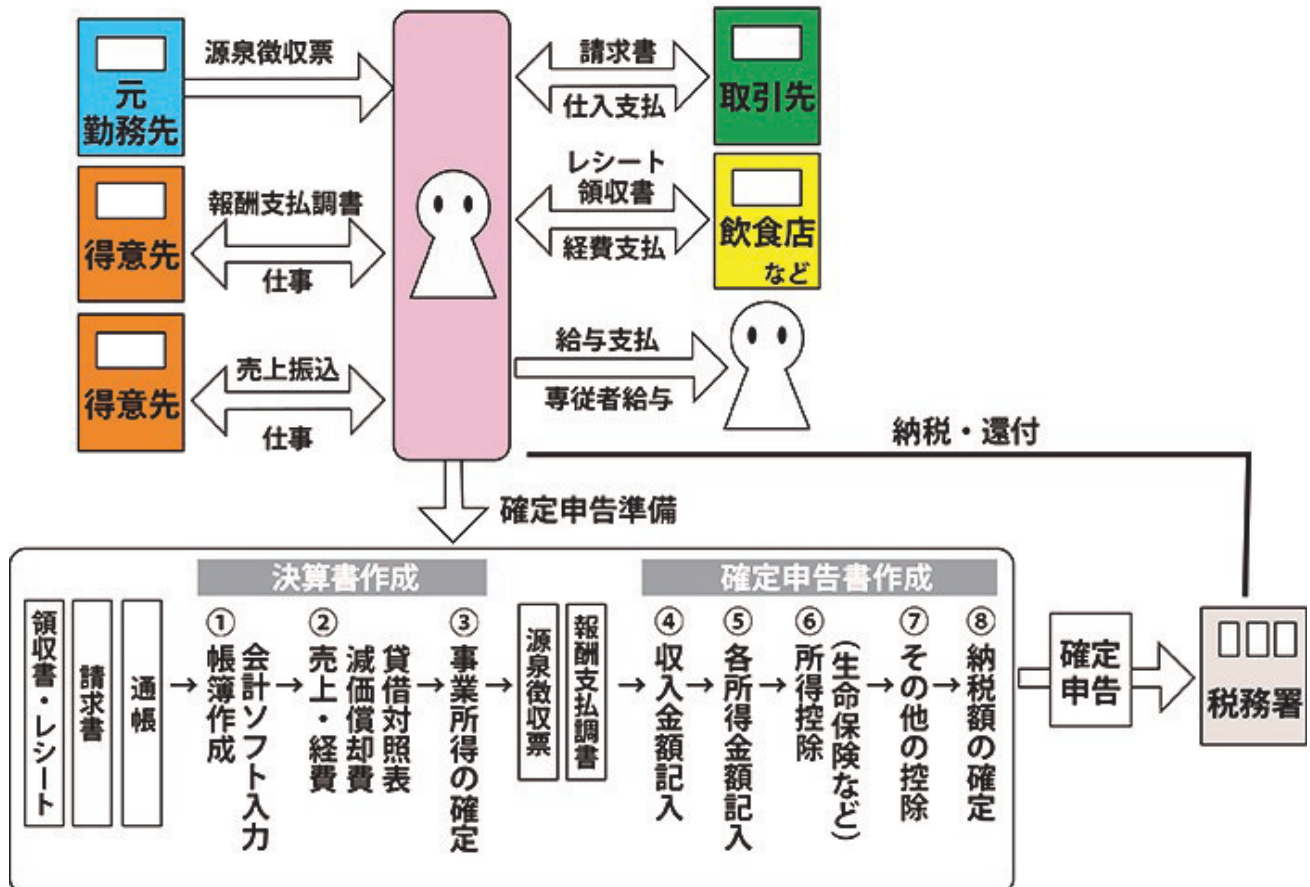 源泉徴収票
元
勤務先
報酬支払調書
得意先
仕事
売上振込
得意先
仕事
請求書
取引先
仕入支払
レシート
領収書
飲食店
など
経費支払
給与支払
専従者給与
納税・還付
確定申告準備
決算書作成
確定申告書作成
領収書・レシート
請求書
通帳
①
帳簿作成
会計ソフト入力
②
売上・経費
減価償却費
貸借対照表
③
事業所得の確定
源泉徴収票
報酬支払調書
④
収入金額記入
⑤
各所得金額記入
⑥
所得控除
(生命保険など)
⑦
その他の控除
⑧
納税額の確定
確定
申告
税務署